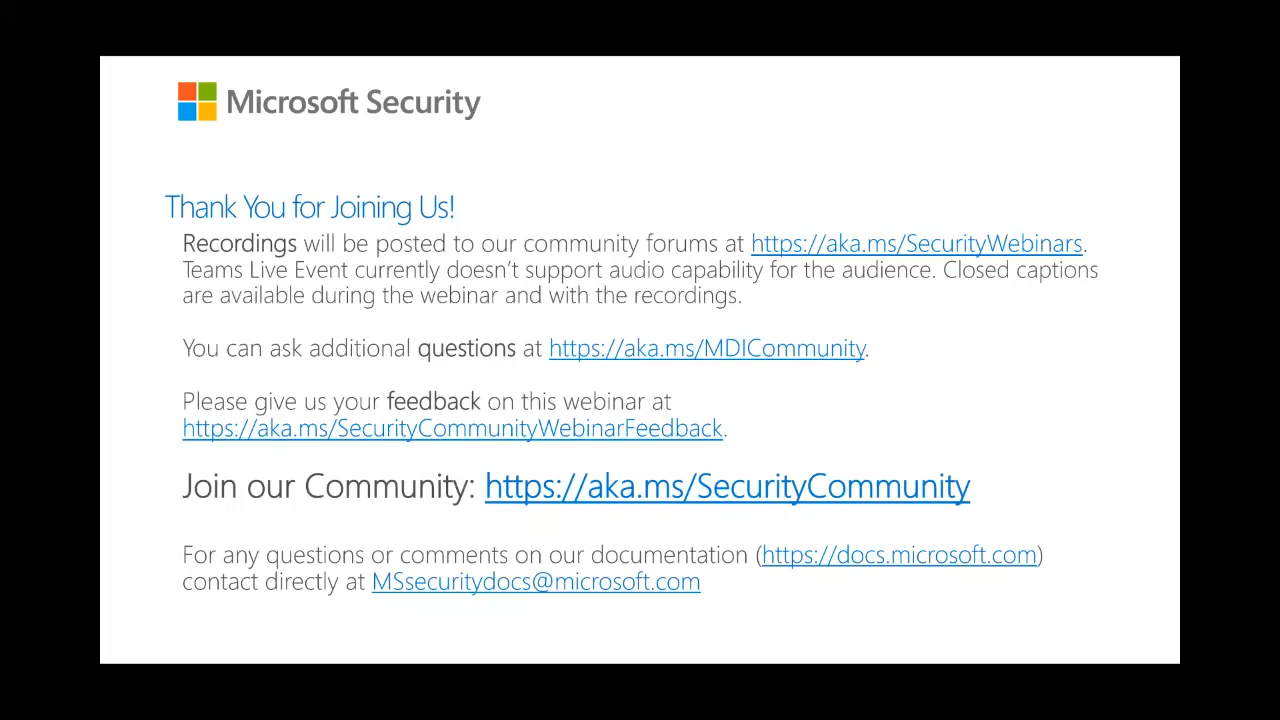 Microsoft Security
Thank You for Joining Us!
Recordings will be posted to our community forums at https://aka.ms/SecurityWebinars.
Teams Live Event currently doesn't support audio capability for the audience. Closed captions
are available during the webinar and with the recordings.
You can ask additional questions at https://aka.ms/MDICommunity.
Please give us your feedback on this webinar at
https://aka.ms/SecurityCommunityWebinarFeedback.
Join our Community: https://aka.ms/SecurityCommunity
For any questions or comments on our documentation (https://docs.microsoft.com)
contact directly at MSsecuritydocs@microsoft.com